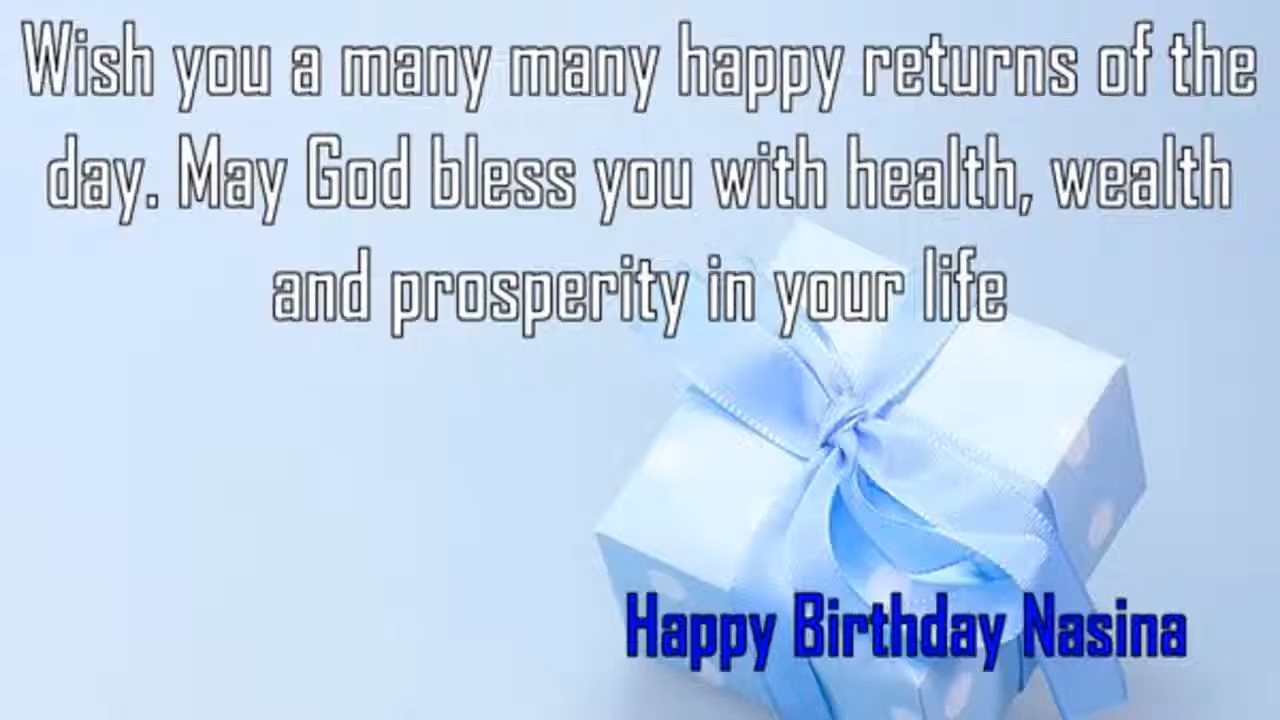 Wish you a many many happy returns of the
day. May God bless you with health, wealth
and prosperity in your life
Happy Birthday Nasina